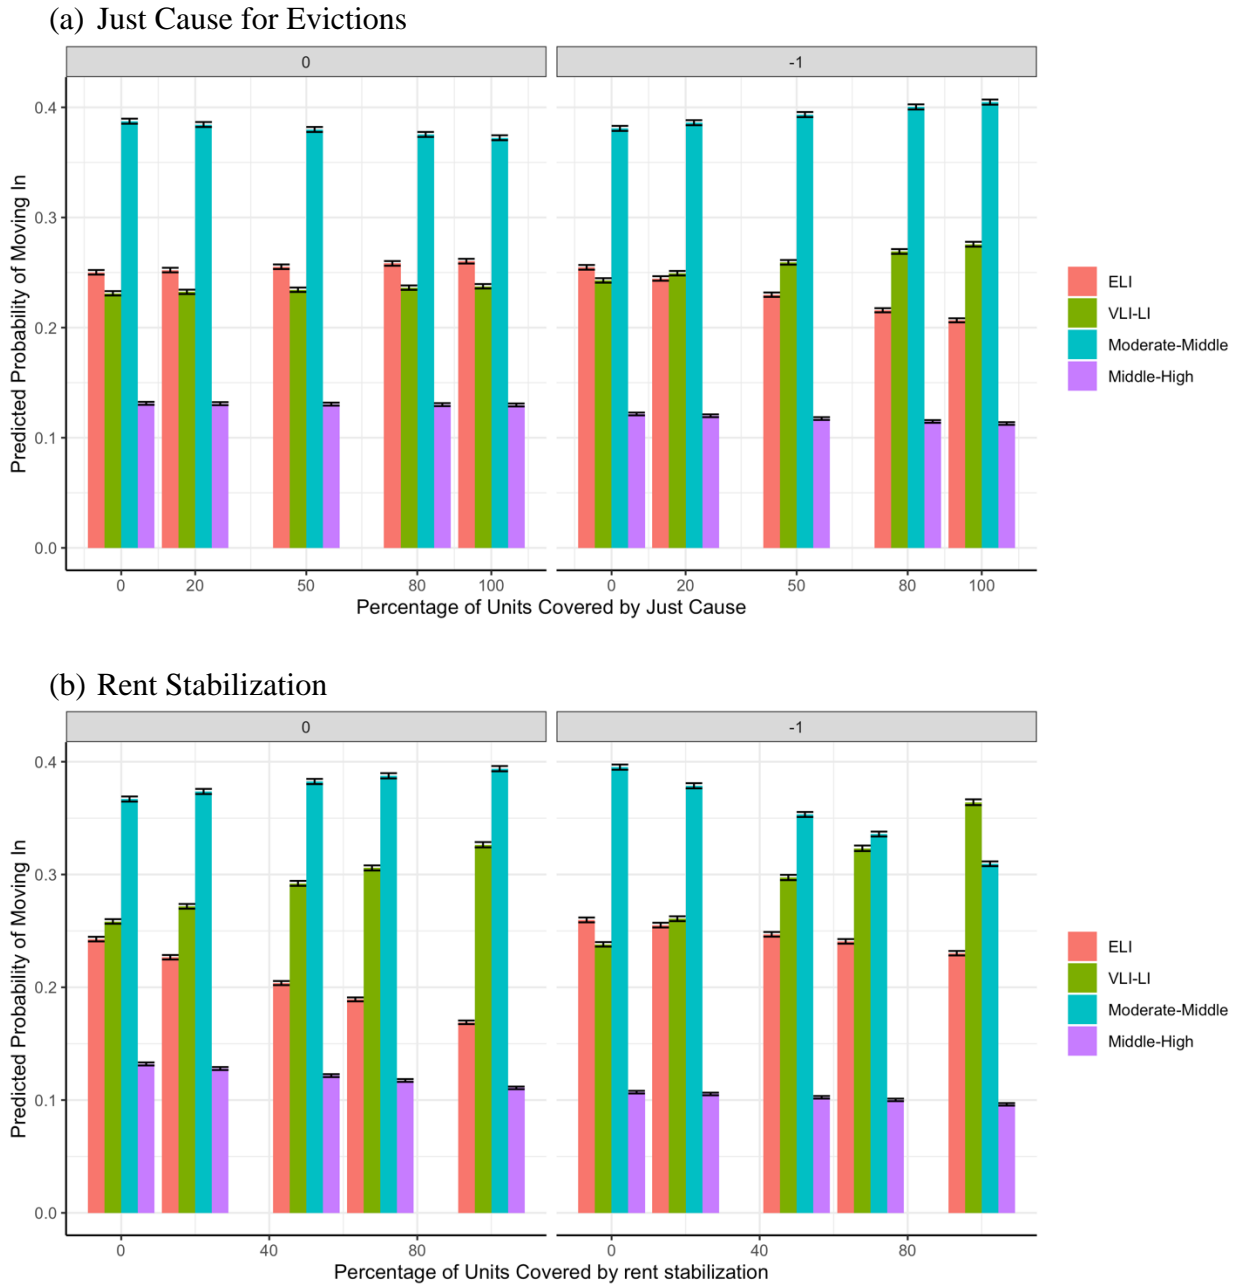 (a) Just Cause for Evictions
0
-1
Predicted Probability of Moving In
0.4
0.3
0.2
0.1
0.0
0 20 50 80 100
0 20 50 80 100
Percentage of Units Covered by Just Cause
ELI
VLI-LI
Moderate-Middle
Middle-High
(b) Rent Stabilization
0
-1
Predicted Probability of Moving In
0.4
0.3
0.2
0.1
0.0
0 40 80
0 40 80
Percentage of Units Covered by rent stabilization
ELI
VLI-LI
Moderate-Middle
Middle-High